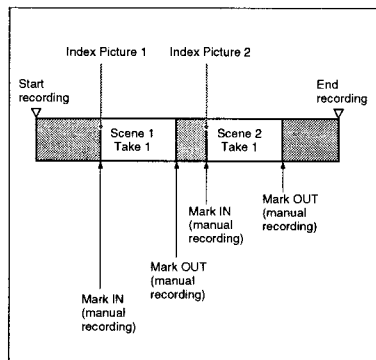 Index Picture 1
Index Picture 2
Start
recording
End
recording
Scene 1
Take 1
Scene 2
Take 1
Mark IN
(manual
recording)
Mark OUT
(manual
recording)
Mark OUT
(manual
recording)
Mark IN
(manual
recording)